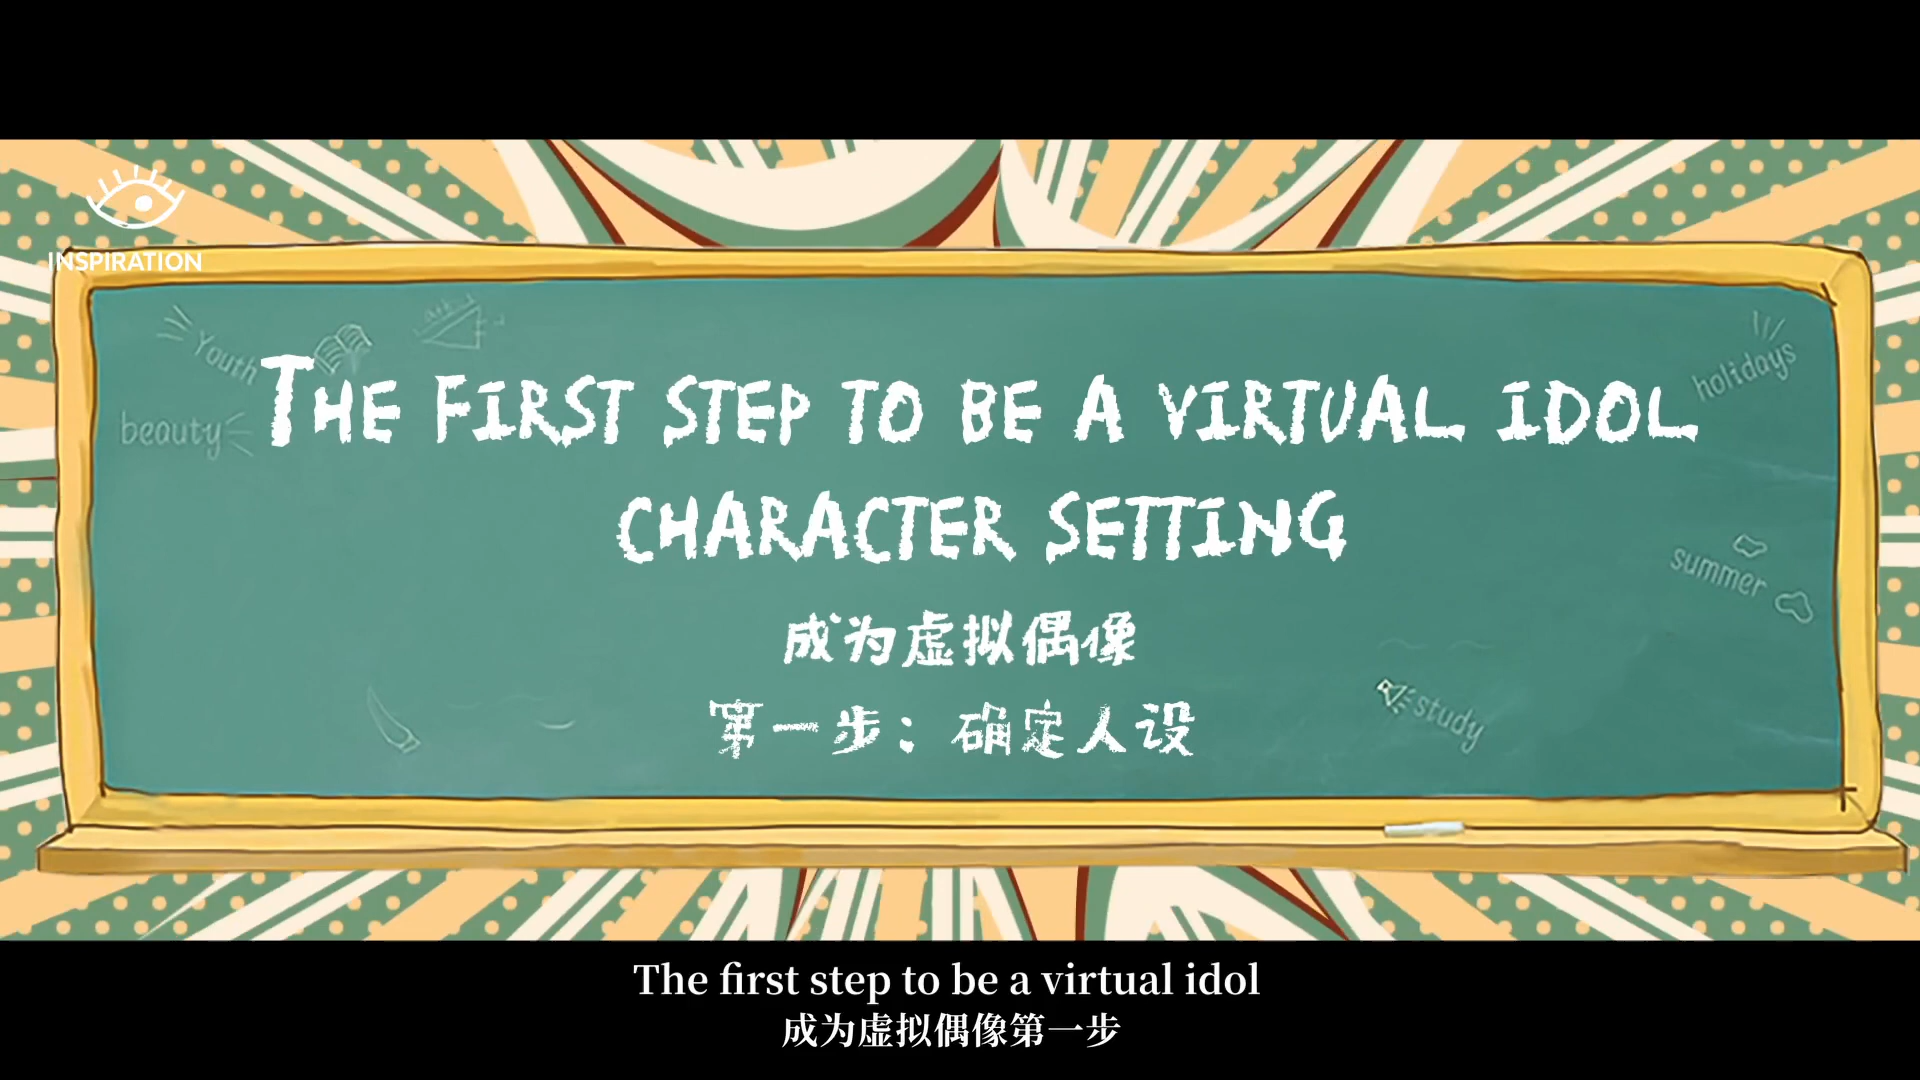 INSPIRATION
Youth
beauty
holidays
THE FIRST STEP TO BE A VIRTUAL IDOL
CHARACTER SETTING
summer
成为虚拟偶像
第一步：确定人设
study
The first step to be a virtual idol
成为虚拟偶像第一步